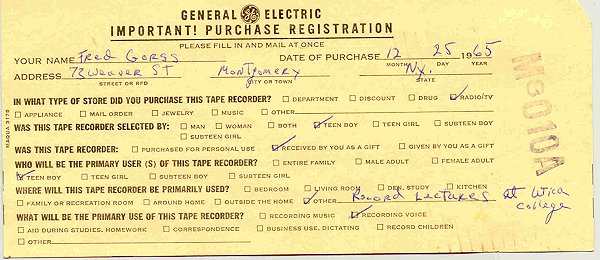 GENERAL GE ELECTRIC
IMPORTANT! PURCHASE REGISTRATION
PLEASE FILL IN AND MAIL AT ONCE
YOUR NAME Fred Gorss DATE OF PURCHASE 12 25 1965
MONTH DAY YEAR
ADDRESS 73 Weaver ST Montgomery Ny.
STREET OR RFD CITY OR TOWN STATE
IN WHAT TYPE OF STORE DID YOU PURCHASE THIS TAPE RECORDER? DEPARTMENT DISCOUNT DRUG RADIO/TV
APPLIANCE MAIL ORDER JEWELRY MUSIC OTHER
WAS THIS TAPE RECORDER SELECTED BY: MAN WOMAN BOTH TEEN BOY TEEN GIRL SUBTEEN BOY
SUBTEEN GIRL
WAS THIS TAPE RECORDER: PURCHASED FOR PERSONAL USE RECEIVED BY YOU AS A GIFT GIVEN BY YOU AS A GIFT
WHO WILL BE THE PRIMARY USER (S) OF THIS TAPE RECORDER? ENTIRE FAMILY MALE ADULT FEMALE ADULT
TEEN BOY TEEN GIRL SUBTEEN BOY SUBTEEN GIRL
WHERE WILL THIS TAPE RECORDER BE PRIMARILY USED? BEDROOM LIVING ROOM DEN, STUDY KITCHEN
FAMILY OR RECREATION ROOM AROUND HOME OUTSIDE THE HOME OTHER Record Lectures at Utica College
WHAT WILL BE THE PRIMARY USE OF THIS TAPE RECORDER? RECORDING MUSIC RECORDING VOICE
AID DURING STUDIES, HOMEWORK CORRESPONDENCE BUSINESS USE, DICTATING RECORD CHILDREN
OTHER
MAQUA 3173
M8010A